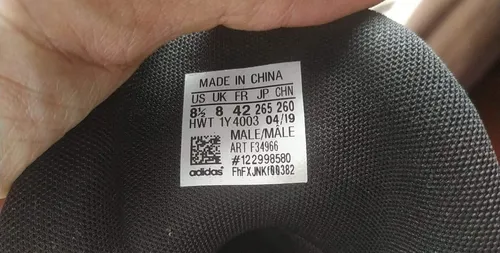 MADE IN CHINA
US UK FR JP CHN
8½ 8 42 265 260
HWT 1Y4003 04/19
MALE/MÂLE
ART F34966
#122998580
adidas FhFXJNKf00382